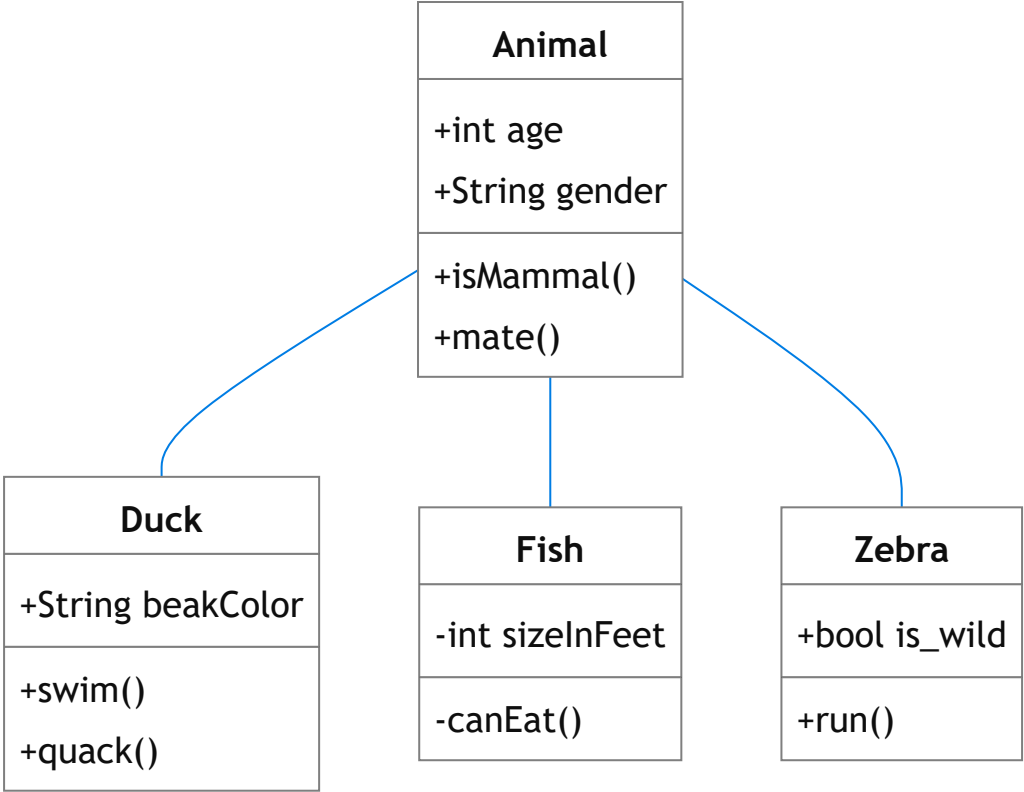 Animal
+int age
+String gender
+isMammal()
+mate()
Duck
+String beakColor
+swim()
+quack()
Fish
-int sizeInFeet
-canEat()
Zebra
+bool is_wild
+run()